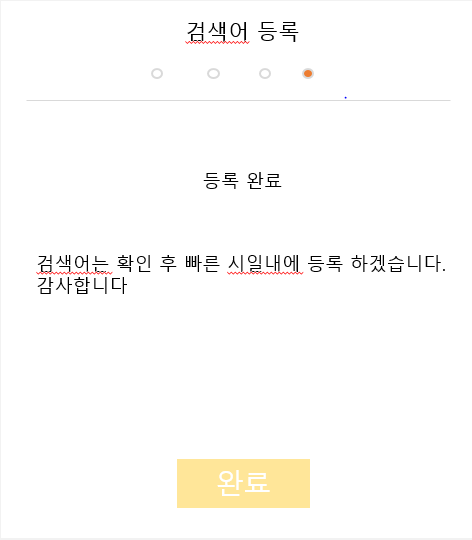 검색어 등록
.
등록 완료
검색어는 확인 후 빠른 시일내에 등록 하겠습니다.
감사합니다
완료